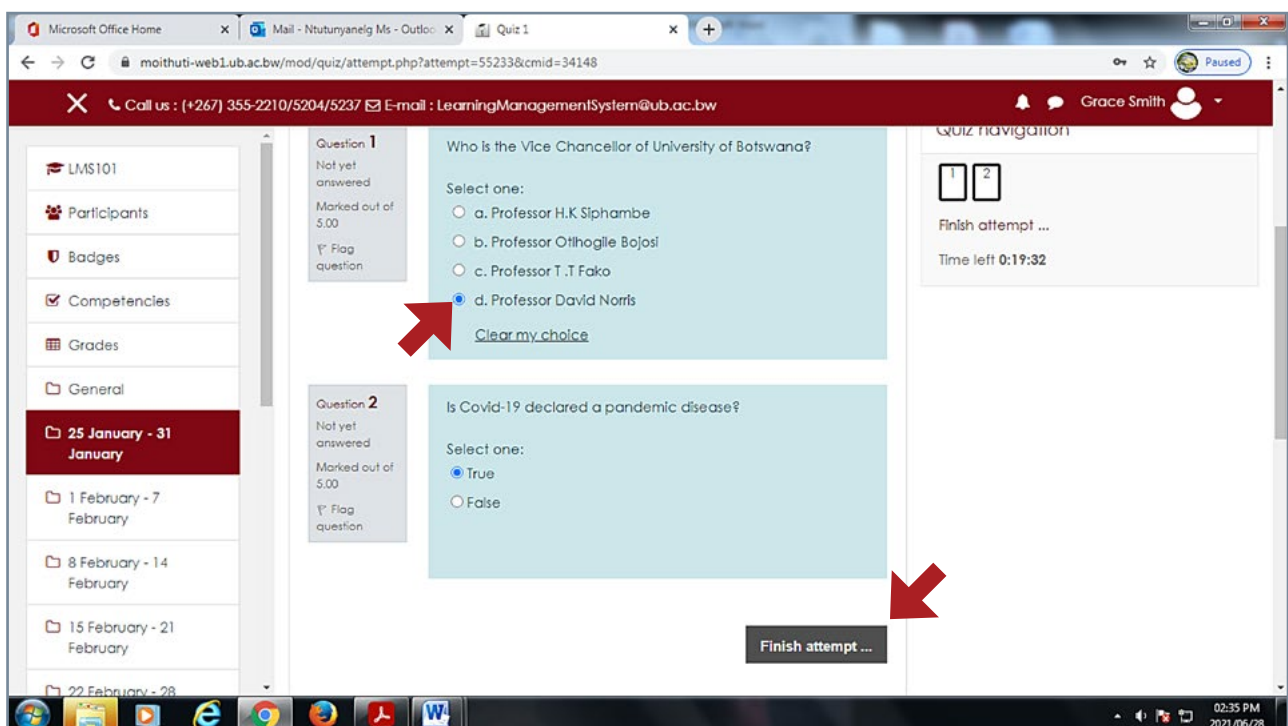 Microsoft Office Home
Mail - Ntutunyanelg Ms - Outloo
Quiz 1
moithuti-web1.ub.ac.bw/mod/quiz/attempt.php?attempt=55233&cmid=34148
Paused
Call us : (+267) 355-2210/5204/5237 E-mail : LearningManagementSystem@ub.ac.bw
Grace Smith
LMS101
Participants
Badges
Competencies
Grades
General
25 January - 31
January
1 February - 7
February
8 February - 14
February
15 February - 21
February
22 February - 28
Question 1
Not yet
answered
Marked out of
5.00
Flag
question
Who is the Vice Chancellor of University of Botswana?
Select one:
a. Professor H.K Siphambe
b. Professor Otlhogile Bojosi
c. Professor T .T Fako
d. Professor David Norris
Clear my choice
Question 2
Not yet
answered
Marked out of
5.00
Flag
question
Is Covid-19 declared a pandemic disease?
Select one:
True
False
Finish attempt ...
Quiz navigation
1 2
Finish attempt ...
Time left 0:19:32
02:35 PM
2021/06/28